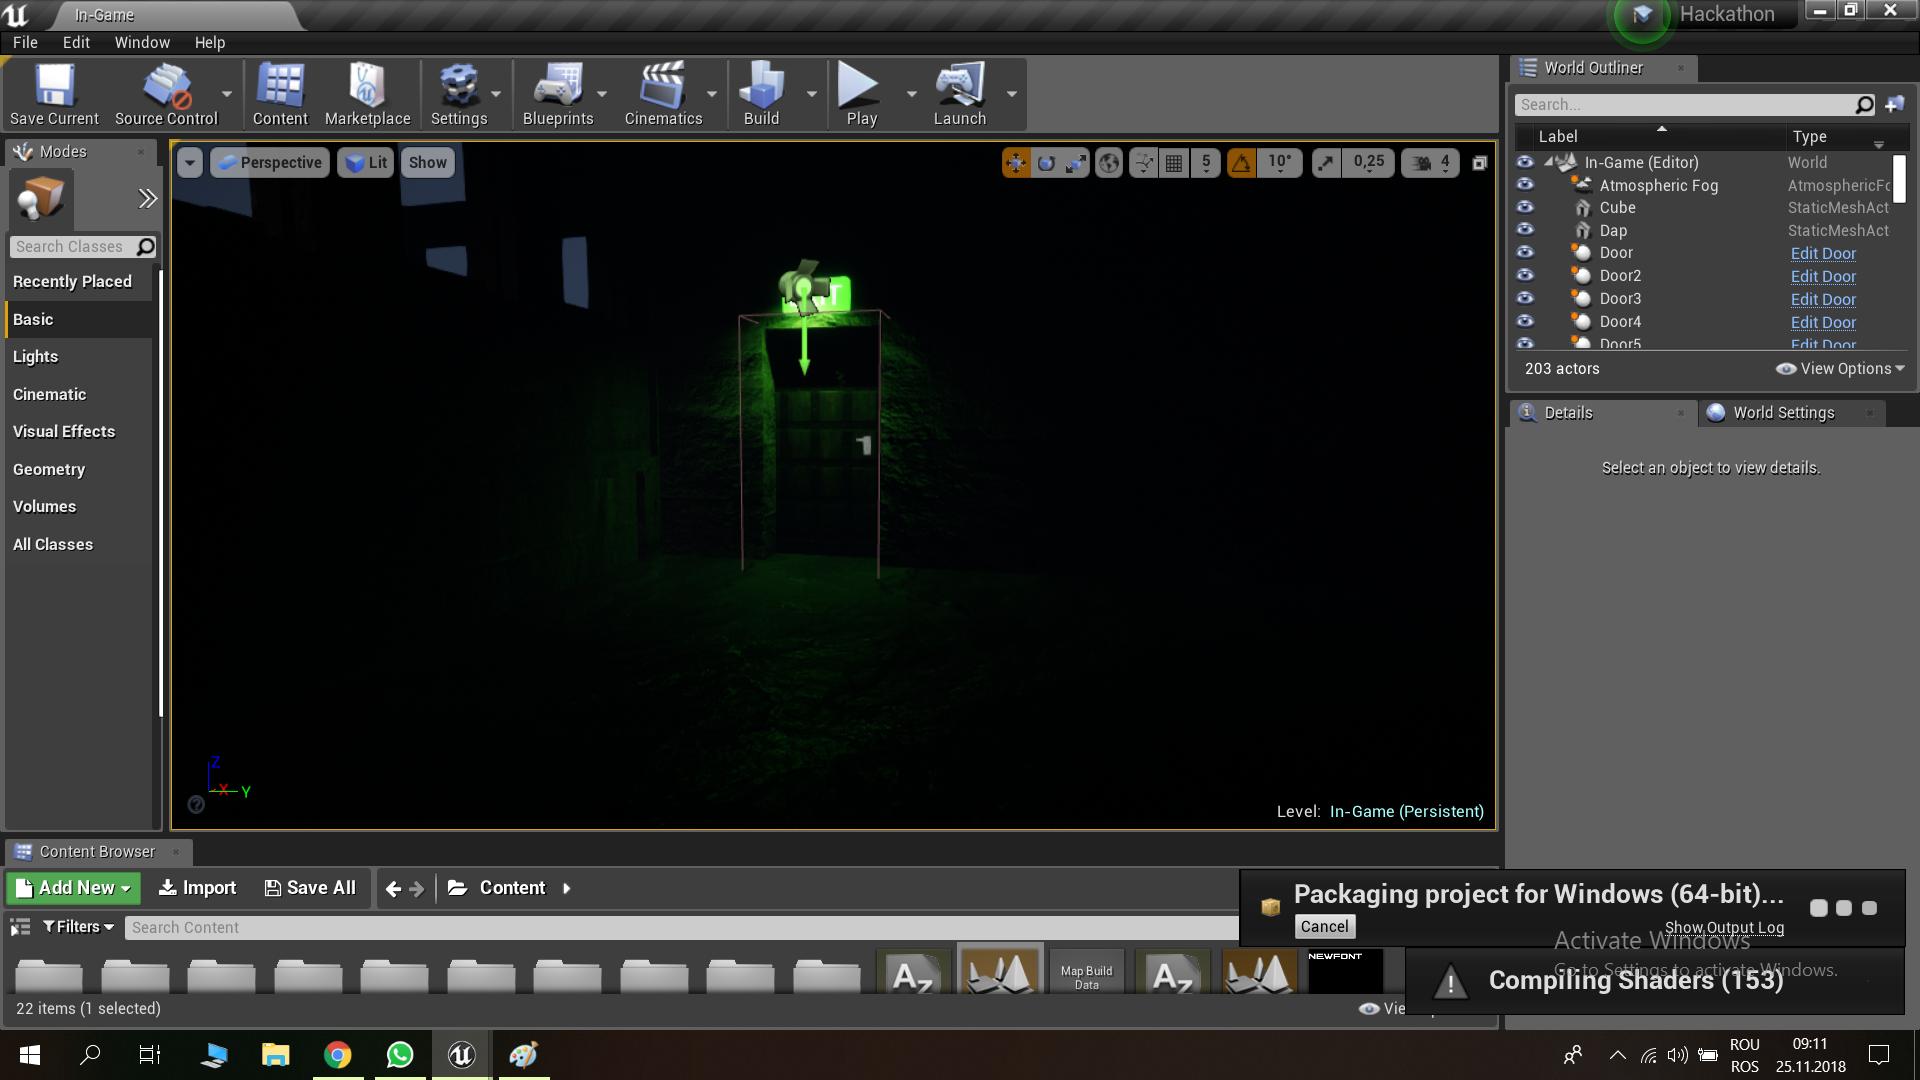 In-Game
Hackathon
File Edit Window Help
Save Current Source Control Content Marketplace Settings Blueprints Cinematics Build Play Launch
World Outliner
Search...
Label Type
In-Game (Editor) World
Atmospheric Fog AtmosphericFo
Cube StaticMeshAct
Dap StaticMeshAct
Door Edit Door
Door2 Edit Door
Door3 Edit Door
Door4 Edit Door
Door5 Edit Door
203 actors View Options
Details World Settings
Select an object to view details.
Modes
Search Classes
Recently Placed
Basic
Lights
Cinematic
Visual Effects
Geometry
Volumes
All Classes
Perspective Lit Show
5 10° 0,25 4
Z
X Y
Level: In-Game (Persistent)
Content Browser
Add New Import Save All Content
Filters Search Content
Map Build
Data
NEWFONT
22 items (1 selected)
Packaging project for Windows (64-bit)...
Cancel Show Output Log
Activate Windows
Go to Settings to activate Windows.
Compiling Shaders (153)
ROU
ROS
09:11
25.11.2018